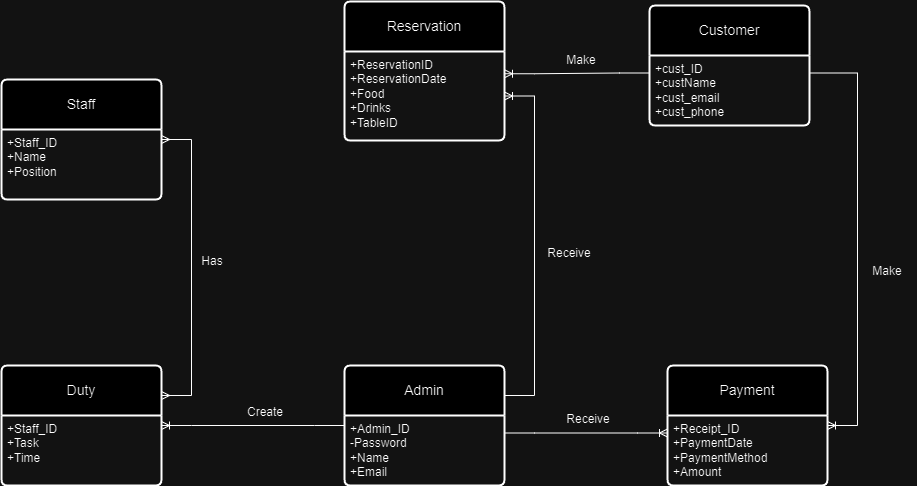 Reservation
+ReservationID
+ReservationDate
+Food
+Drinks
+TableID
Make
Customer
+cust_ID
+custName
+cust_email
+cust_phone
Staff
+Staff_ID
+Name
+Position
Has
Receive
Make
Duty
+Staff_ID
+Task
+Time
Create
Admin
+Admin_ID
-Password
+Name
+Email
Receive
Payment
+Receipt_ID
+PaymentDate
+PaymentMethod
+Amount